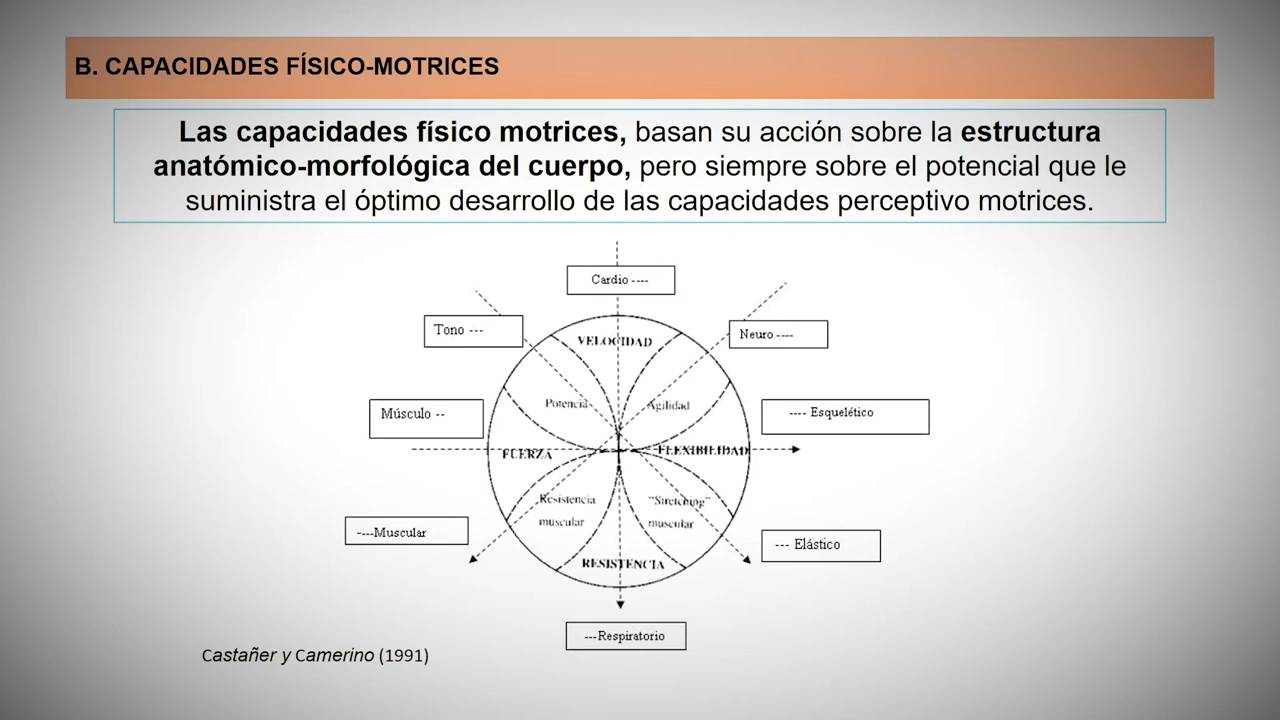 B. CAPACIDADES FÍSICO-MOTRICES
Las capacidades físico motrices, basan su acción sobre la estructura
anatómico-morfológica del cuerpo, pero siempre sobre el potencial que le
suministra el óptimo desarrollo de las capacidades perceptivo motrices.
Cardio ----
Tono ---
Neuro ----
VELOCIDAD
Potencia
Agilidad
Músculo --
---- Esquelético
FUERZA
FLEXIBILIDAD
Resistencia
muscular
"Stretching"
muscular
----Muscular
--- Elástico
RESISTENCIA
---Respiratorio
Castañer y Camerino (1991)